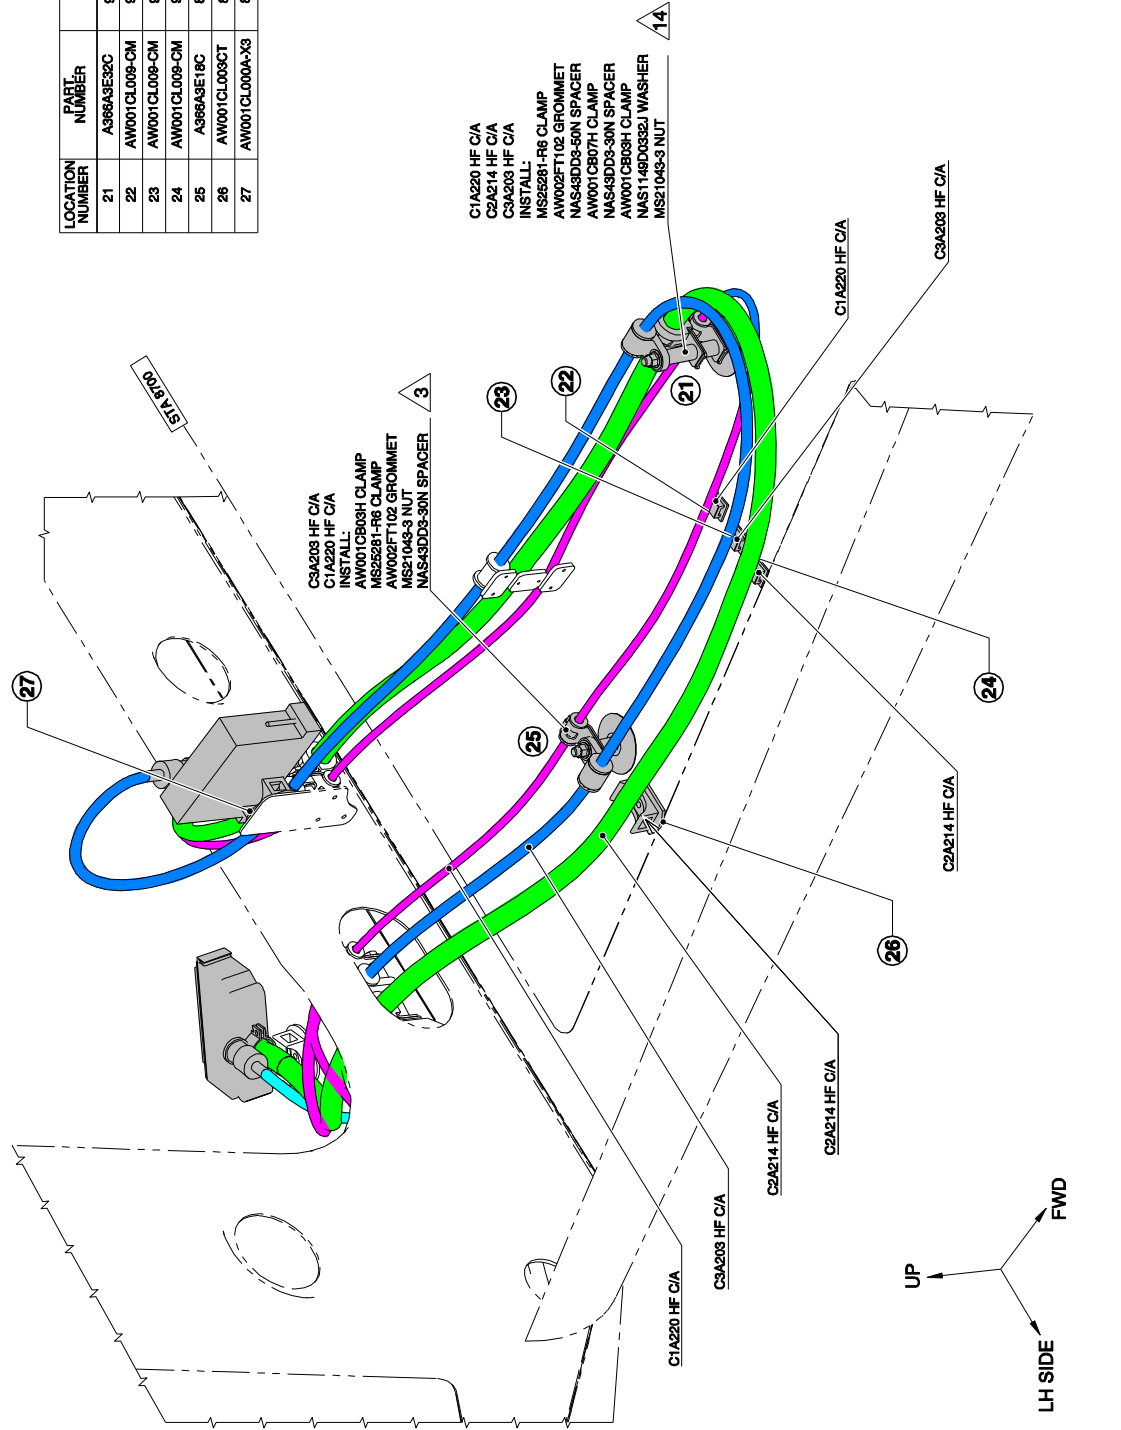 LOCATION NUMBER
PART. NUMBER
21 A366A3E32C
22 AW001CL009-CM
23 AW001CL009-CM
24 AW001CL009-CM
25 A366A3E18C
26 AW001CL003CT
27 AW001CL000A-X3
STA 8700
C3A203 HF C/A
C1A220 HF C/A
INSTALL:
AW001CB03H CLAMP
MS25281-R6 CLAMP
AW002FT102 GROMMET
MS21043-3 NUT
NAS43DD3-30N SPACER
3
C1A220 HF C/A
C2A214 HF C/A
C3A203 HF C/A
INSTALL:
MS25281-R6 CLAMP
AW002FT102 GROMMET
NAS43DD3-50N SPACER
AW001CB07H CLAMP
NAS43DD3-30N SPACER
AW001CB03H CLAMP
NAS1149D0332J WASHER
MS21043-3 NUT
14
27
23
22
21
25
24
26
C1A220 HF C/A
C3A203 HF C/A
C2A214 HF C/A
C2A214 HF C/A
C2A214 HF C/A
C3A203 HF C/A
C1A220 HF C/A
UP
FWD
LH SIDE